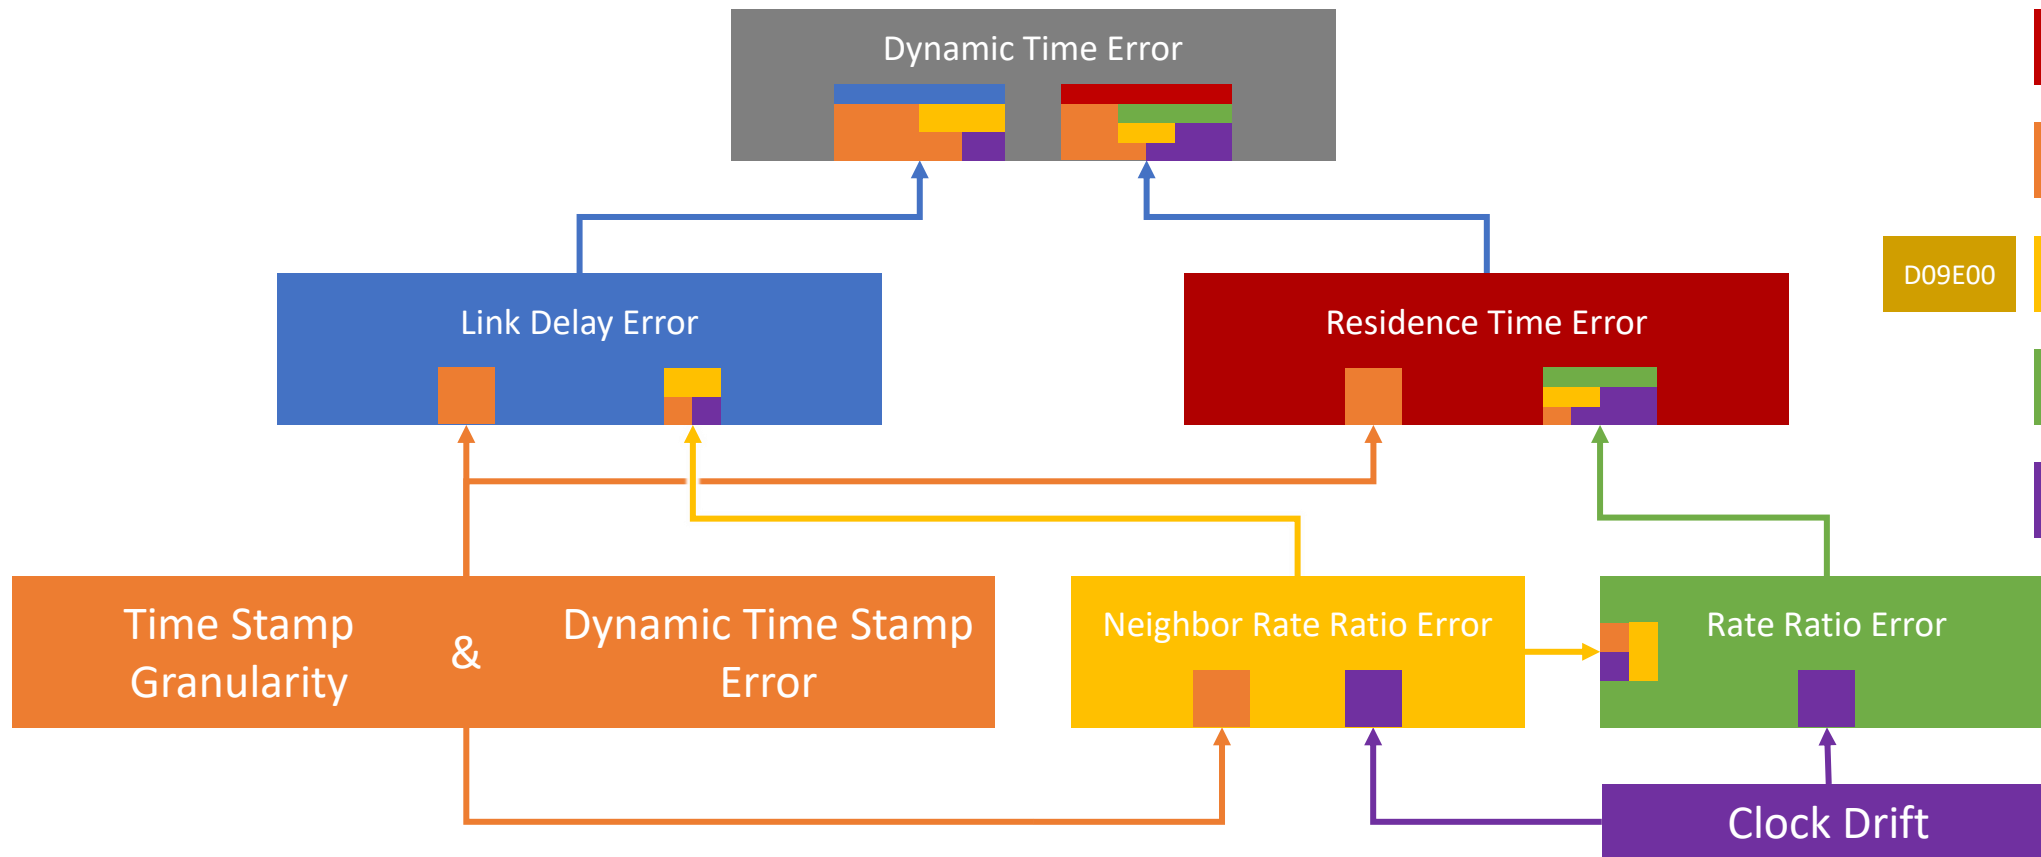 Dynamic Time Error
Link Delay Error
Residence Time Error
D09E00
Time Stamp
Granularity
&
Dynamic Time Stamp
Error
Neighbor Rate Ratio Error
Rate Ratio Error
Clock Drift